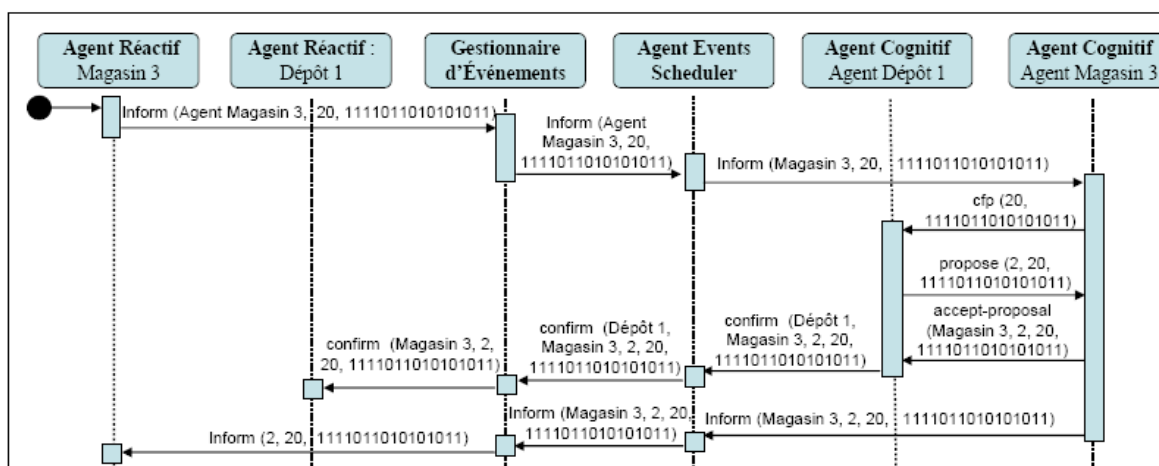 Agent Réactif
Magasin 3
Agent Réactif :
Dépôt 1
Gestionnaire
d'Événements
Agent Events
Scheduler
Agent Cognitif
Agent Dépôt 1
Agent Cognitif
Agent Magasin 3
Inform (Agent Magasin 3, 20, 1111011010101011)
Inform (Agent
Magasin 3, 20,
1111011010101011)
Inform (Magasin 3, 20, 1111011010101011)
cfp (20,
1111011010101011)
propose (2, 20,
1111011010101011)
accept-proposal
(Magasin 3, 2, 20,
1111011010101011)
confirm (Dépôt 1,
Magasin 3, 2, 20,
1111011010101011)
confirm (Dépôt 1,
Magasin 3, 2, 20,
1111011010101011)
confirm (Magasin 3, 2,
20, 1111011010101011)
Inform (Magasin 3, 2, 20, 1111011010101011)
Inform (Magasin 3, 2, 20,
1111011010101011)
Inform (2, 20, 11110110101011)